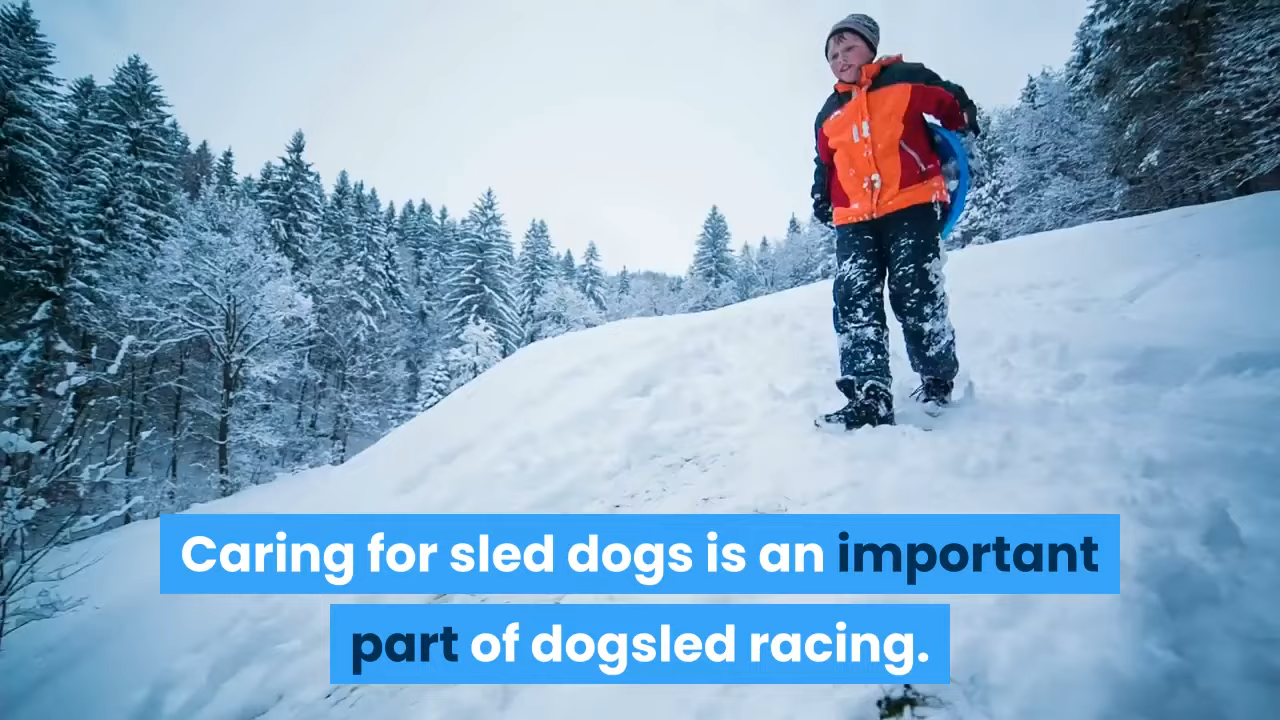 Caring for sled dogs is an important
part of dogsled racing.